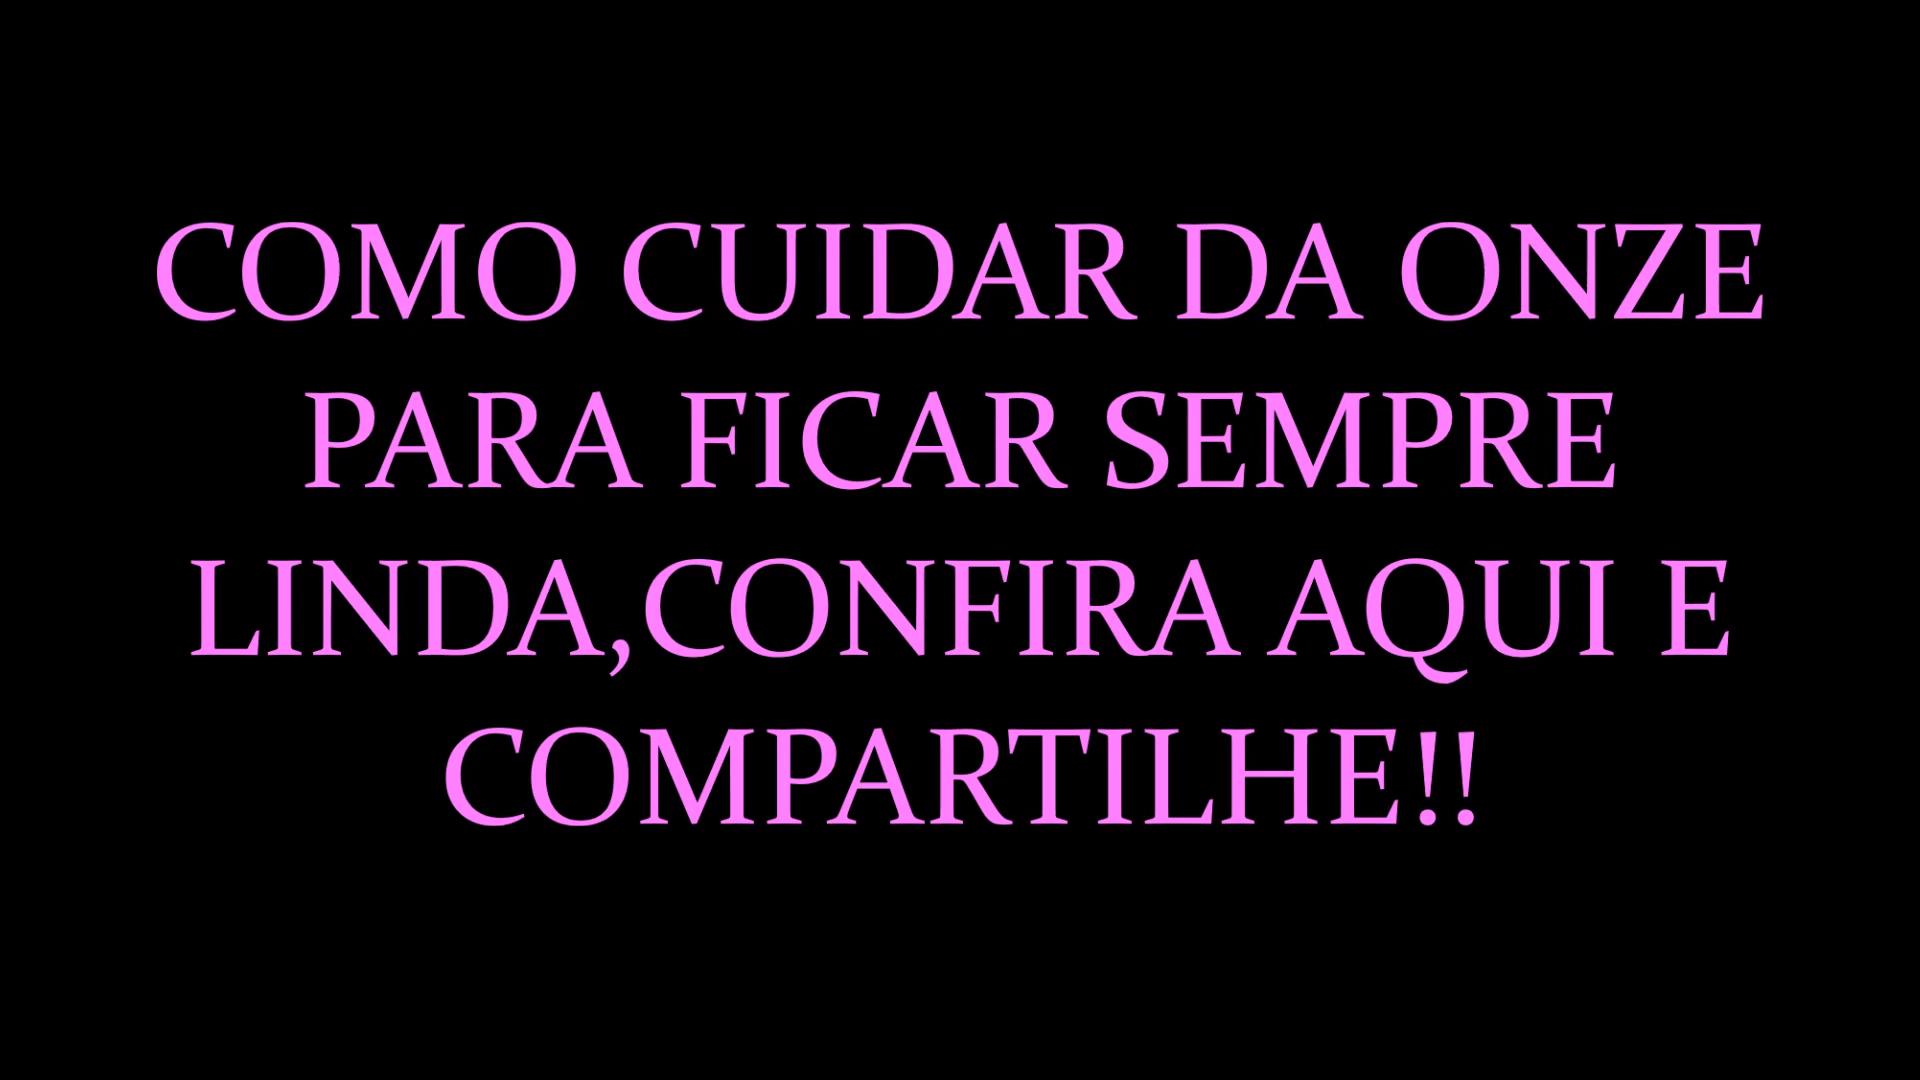 COMO CUIDAR DA ONZE
PARA FICAR SEMPRE
LINDA,CONFIRA AQUI E
COMPARTILHE!!